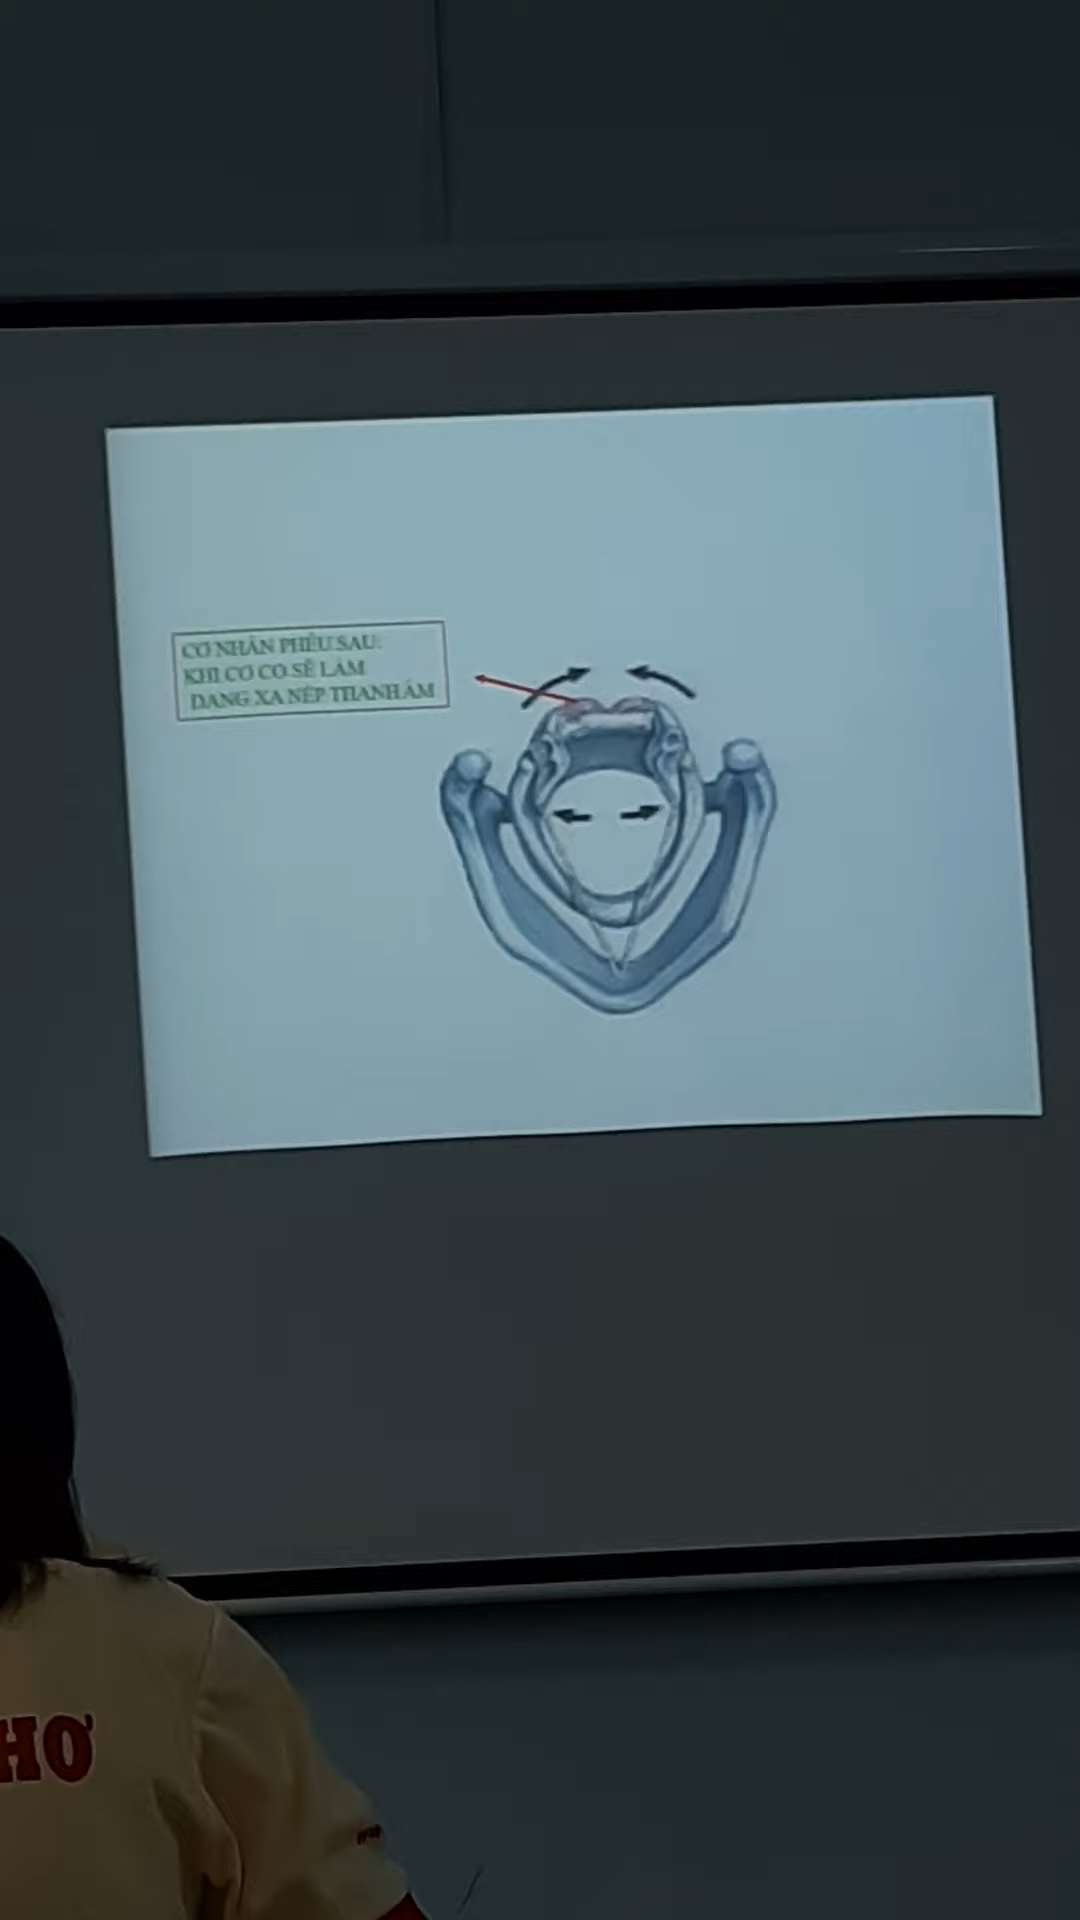 CƠ NHẪN PHỄU SAU:
KHI CƠ CO SẼ LÀM
DANG XA NẾP THANH ÂM
HƠ